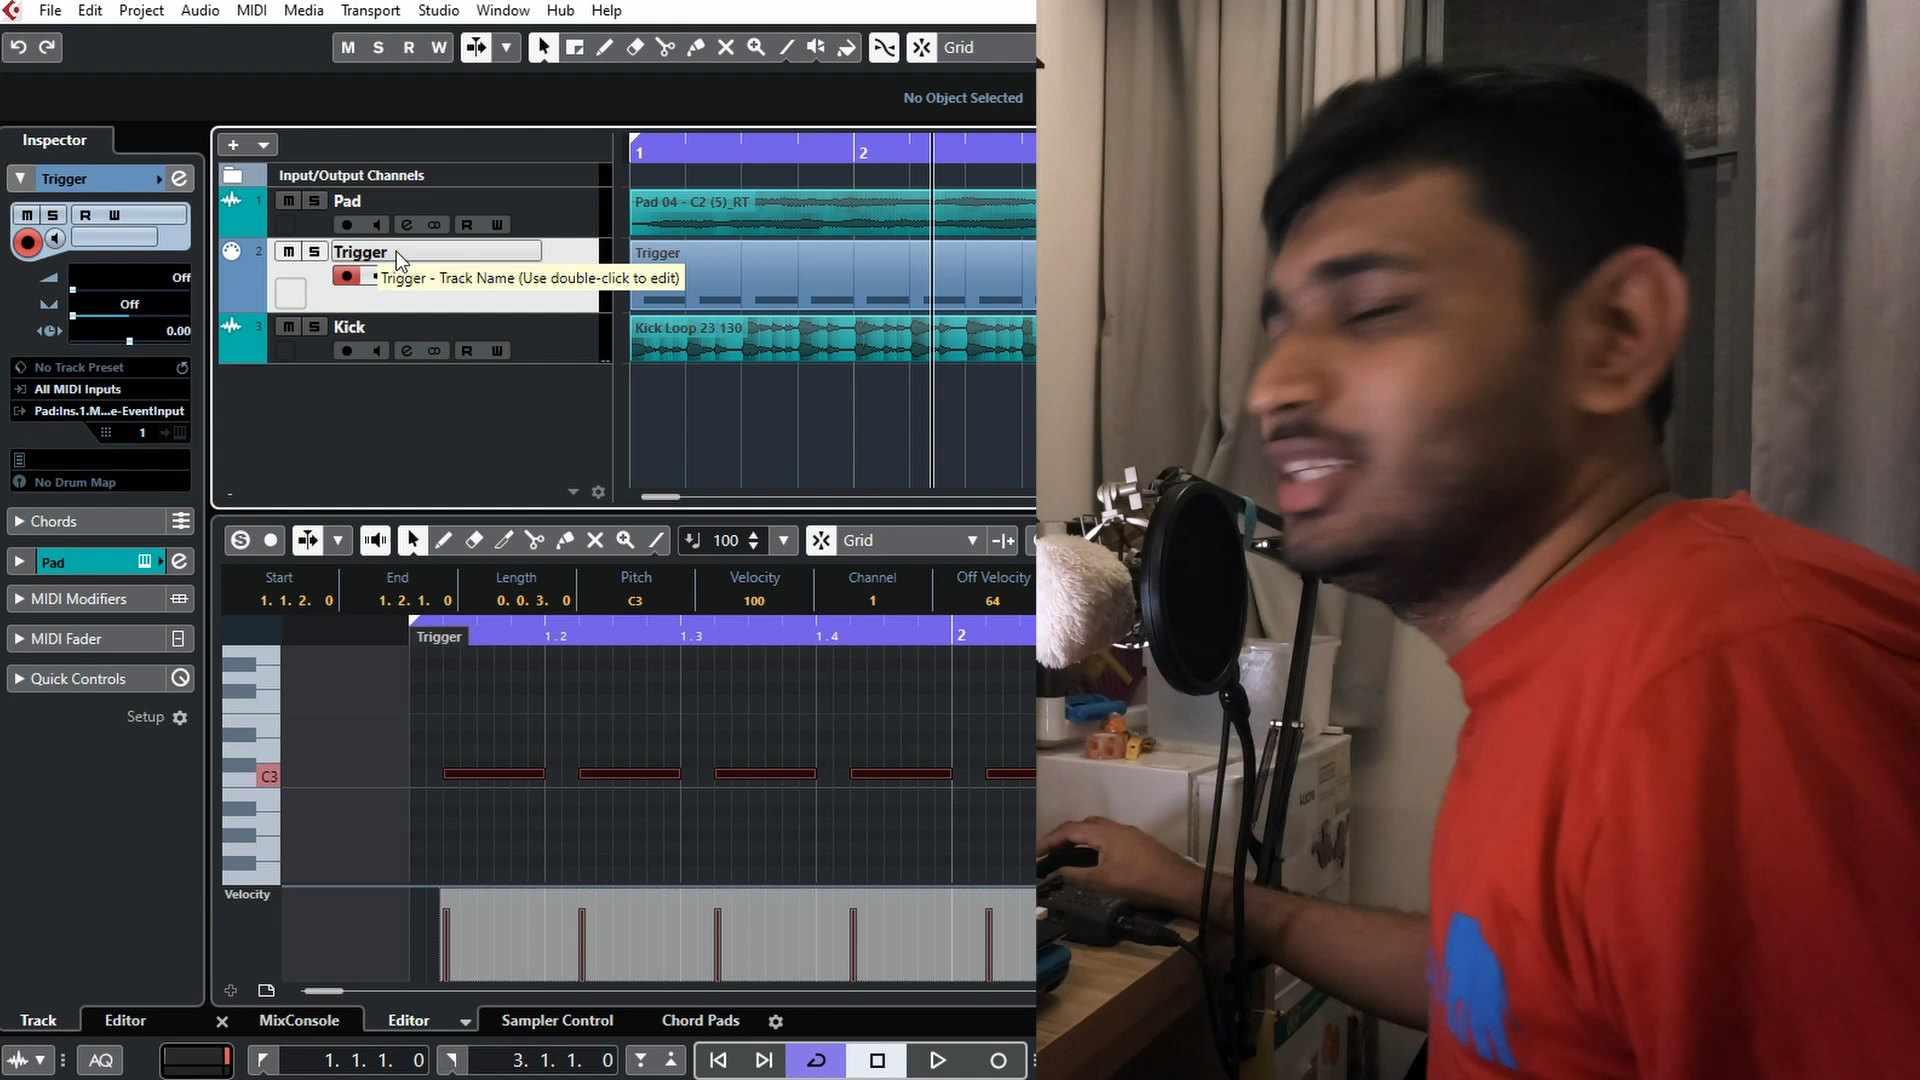 File Edit Project Audio MIDI Media Transport Studio Window Hub Help
M S R W Grid
No Object Selected
Inspector
1 2
Trigger
Input/Output Channels
M S R W
1 M S Pad
Pad 04 - C2 (5)_RT
R W
2 M S Trigger
Trigger
Off
Trigger - Track Name (Use double-click to edit)
Off
0.00
3 M S Kick
Kick Loop 23 130
R W
No Track Preset
All MIDI Inputs
Pad:Ins.1.M...e-EventInput
1
No Drum Map
Chords
100 Grid
Pad
Start End Length Pitch Velocity Channel Off Velocity
1. 1. 2. 0 1. 2. 1. 0 0. 0. 3. 0 C3 100 1 64
MIDI Modifiers
MIDI Fader
Trigger 1.2 1.3 1.4 2
Quick Controls
Setup
C3
Velocity
Track Editor MixConsole Editor Sampler Control Chord Pads
AQ 1. 1. 1. 0 3. 1. 1. 0